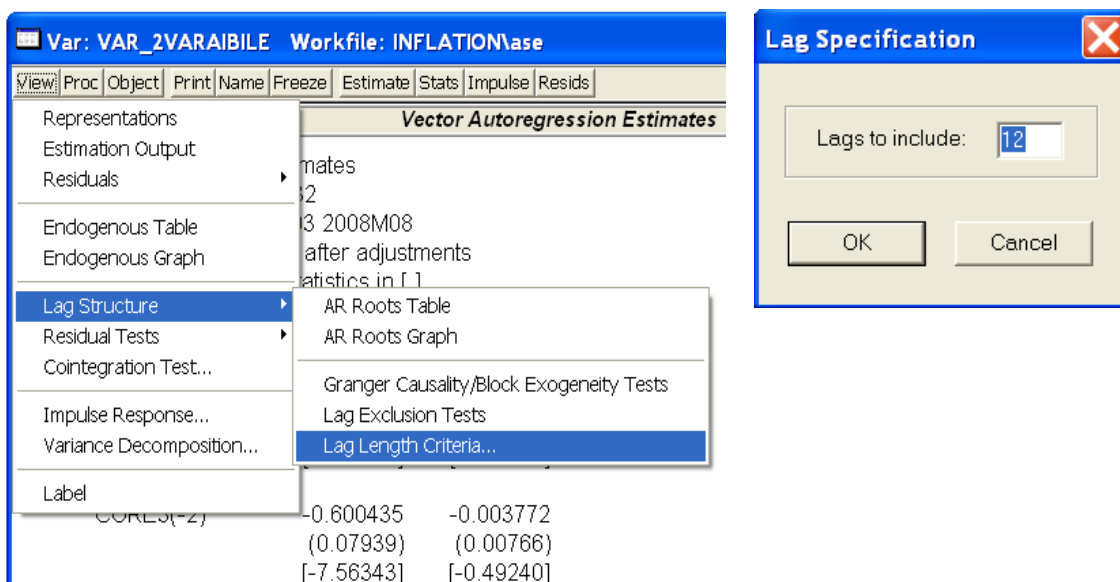 Var: VAR_2VARAIBILE Workfile: INFLATION\ase
View Proc Object Print Name Freeze Estimate Stats Impulse Resids
Vector Autoregression Estimates
Representations
Estimation Output
Residuals
Endogenous Table
Endogenous Graph
Lag Structure
Residual Tests
Cointegration Test...
Impulse Response...
Variance Decomposition...
Label
mates
3 2008M08
after adjustments
atistics in [ ]
AR Roots Table
AR Roots Graph
Granger Causality/Block Exogeneity Tests
Lag Exclusion Tests
Lag Length Criteria...
-0.600435 -0.003772
(0.07939) (0.00766)
[-7.56343] [-0.49240]
Lag Specification
Lags to include: 12
OK Cancel